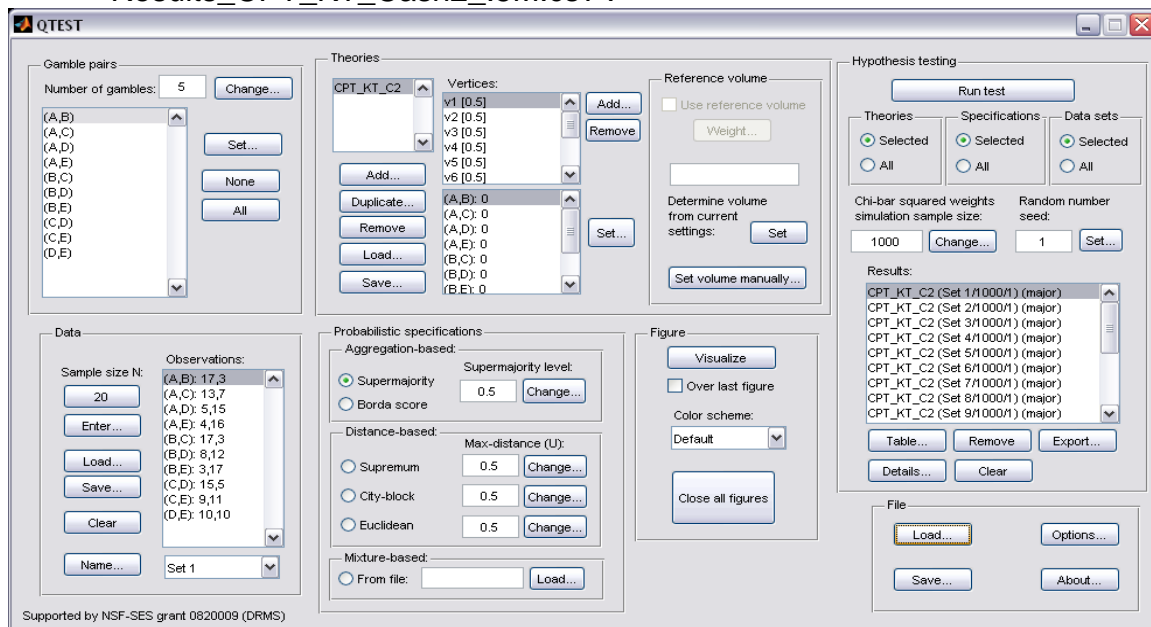 QTEST
Gamble pairs
Number of gambles: 5 Change...
(A,B)
(A,C)
(A,D)
(A,E)
(B,C)
(B,D)
(B,E)
(C,D)
(C,E)
(D,E)
Set...
None
All
Theories
CPT_KT_C2
Add...
Duplicate...
Remove
Load...
Save...
Vertices:
v1 [0.5]
v2 [0.5]
v3 [0.5]
v4 [0.5]
v5 [0.5]
v6 [0.5]
Add...
Remove
(A,B): 0
(A,C): 0
(A,D): 0
(A,E): 0
(B,C): 0
(B,D): 0
(B,E): 0
Set...
Reference volume
Use reference volume
Weight...
Determine volume
from current
settings: Set
Set volume manually...
Hypothesis testing
Run test
Theories
Selected
All
Specifications
Selected
All
Data sets
Selected
All
Chi-bar squared weights
simulation sample size:
1000 Change...
Random number
seed:
1 Set...
Results:
CPT_KT_C2 (Set 1/1000/1) (major)
CPT_KT_C2 (Set 2/1000/1) (major)
CPT_KT_C2 (Set 3/1000/1) (major)
CPT_KT_C2 (Set 4/1000/1) (major)
CPT_KT_C2 (Set 5/1000/1) (major)
CPT_KT_C2 (Set 6/1000/1) (major)
CPT_KT_C2 (Set 7/1000/1) (major)
CPT_KT_C2 (Set 8/1000/1) (major)
CPT_KT_C2 (Set 9/1000/1) (major)
Table... Remove Export...
Details... Clear
Data
Sample size N:
20
Enter...
Load...
Save...
Clear
Name...
Observations:
(A,B): 17,3
(A,C): 13,7
(A,D): 5,15
(A,E): 4,16
(B,C): 17,3
(B,D): 8,12
(B,E): 3,17
(C,D): 15,5
(C,E): 9,11
(D,E): 10,10
Set 1
Probabilistic specifications
Aggregation-based:
Supermajority
Borda score
Supermajority level:
0.5 Change...
Distance-based:
Max-distance (U):
Supremum 0.5 Change...
City-block 0.5 Change...
Euclidean 0.5 Change...
Mixture-based:
From file: Load...
Figure
Visualize
Over last figure
Color scheme:
Default
Close all figures
File
Load... Options...
Save... About...
Supported by NSF-SES grant 0820009 (DRMS)